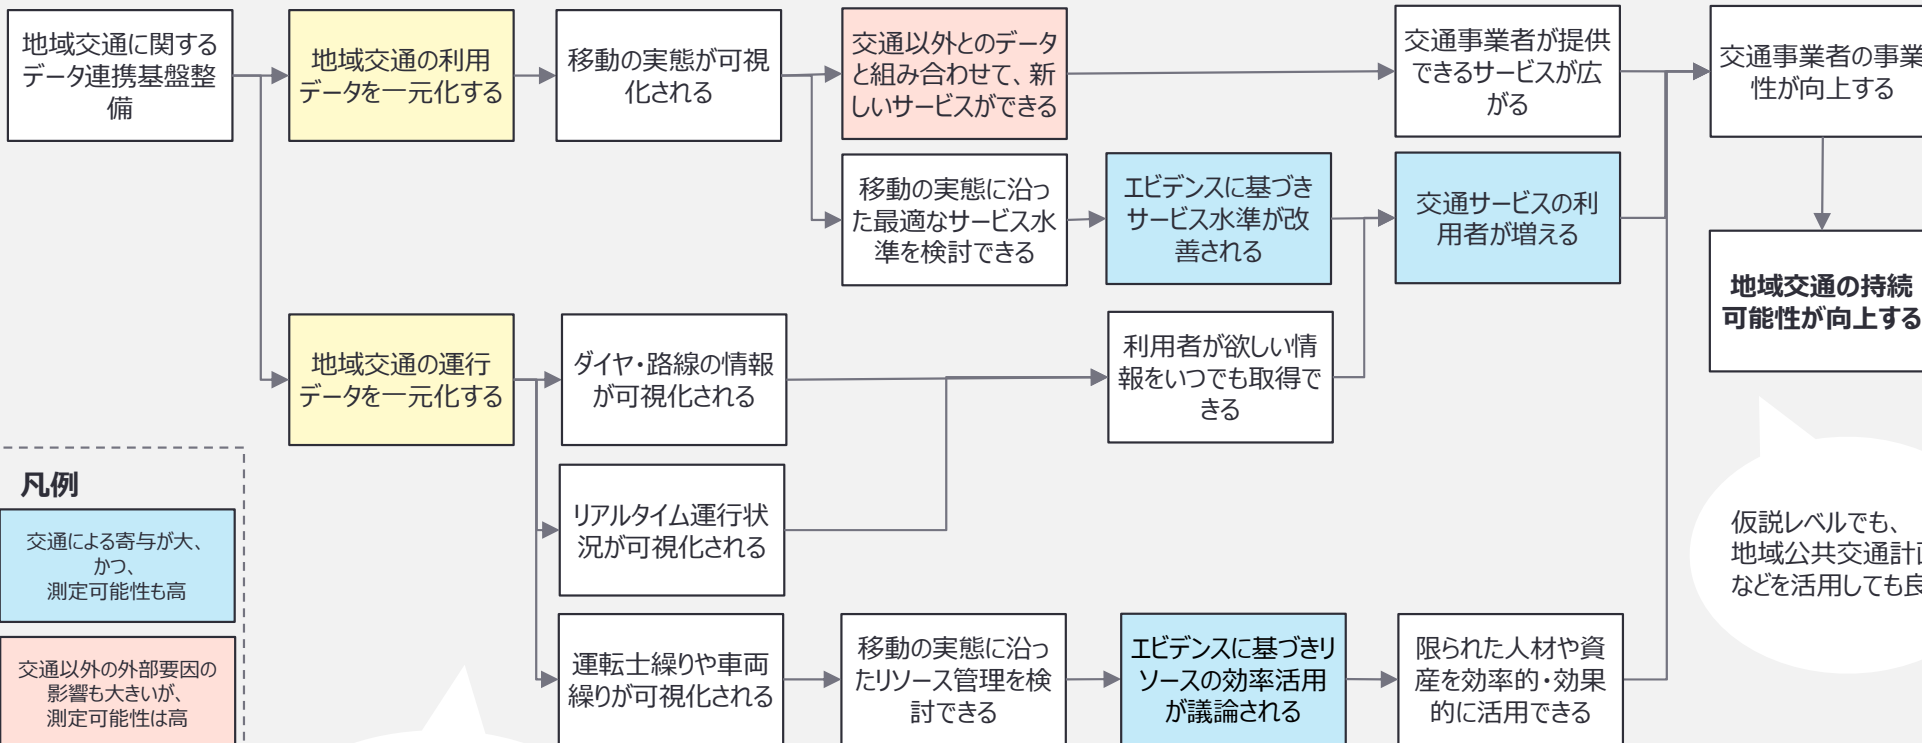 地域交通に関する
データ連携基盤整
備
地域交通の利用
データを一元化する
移動の実態が可視
化される
交通以外とのデータ
と組み合わせて、新
しいサービスができる
交通事業者が提供
できるサービスが広
がる
交通事業者の事業
性が向上する
移動の実態に沿っ
た最適なサービス水
準を検討できる
エビデンスに基づき
サービス水準が改
善される
交通サービスの利
用者が増える
地域交通の持続
可能性が向上する
地域交通の運行
データを一元化する
ダイヤ・路線の情報
が可視化される
利用者が欲しい情
報をいつでも取得で
きる
リアルタイム運行状
況が可視化される
運転士繰りや車両
繰りが可視化される
移動の実態に沿っ
たリソース管理を検
討できる
エビデンスに基づきリ
ソースの効率活用
が議論される
限られた人材や資
産を効率的・効果
的に活用できる
凡例
交通による寄与が大、
かつ、
測定可能性も高
交通以外の外部要因の
影響も大きいが、
測定可能性は高
仮説レベルでも、
地域公共交通計画
などを活用しても良